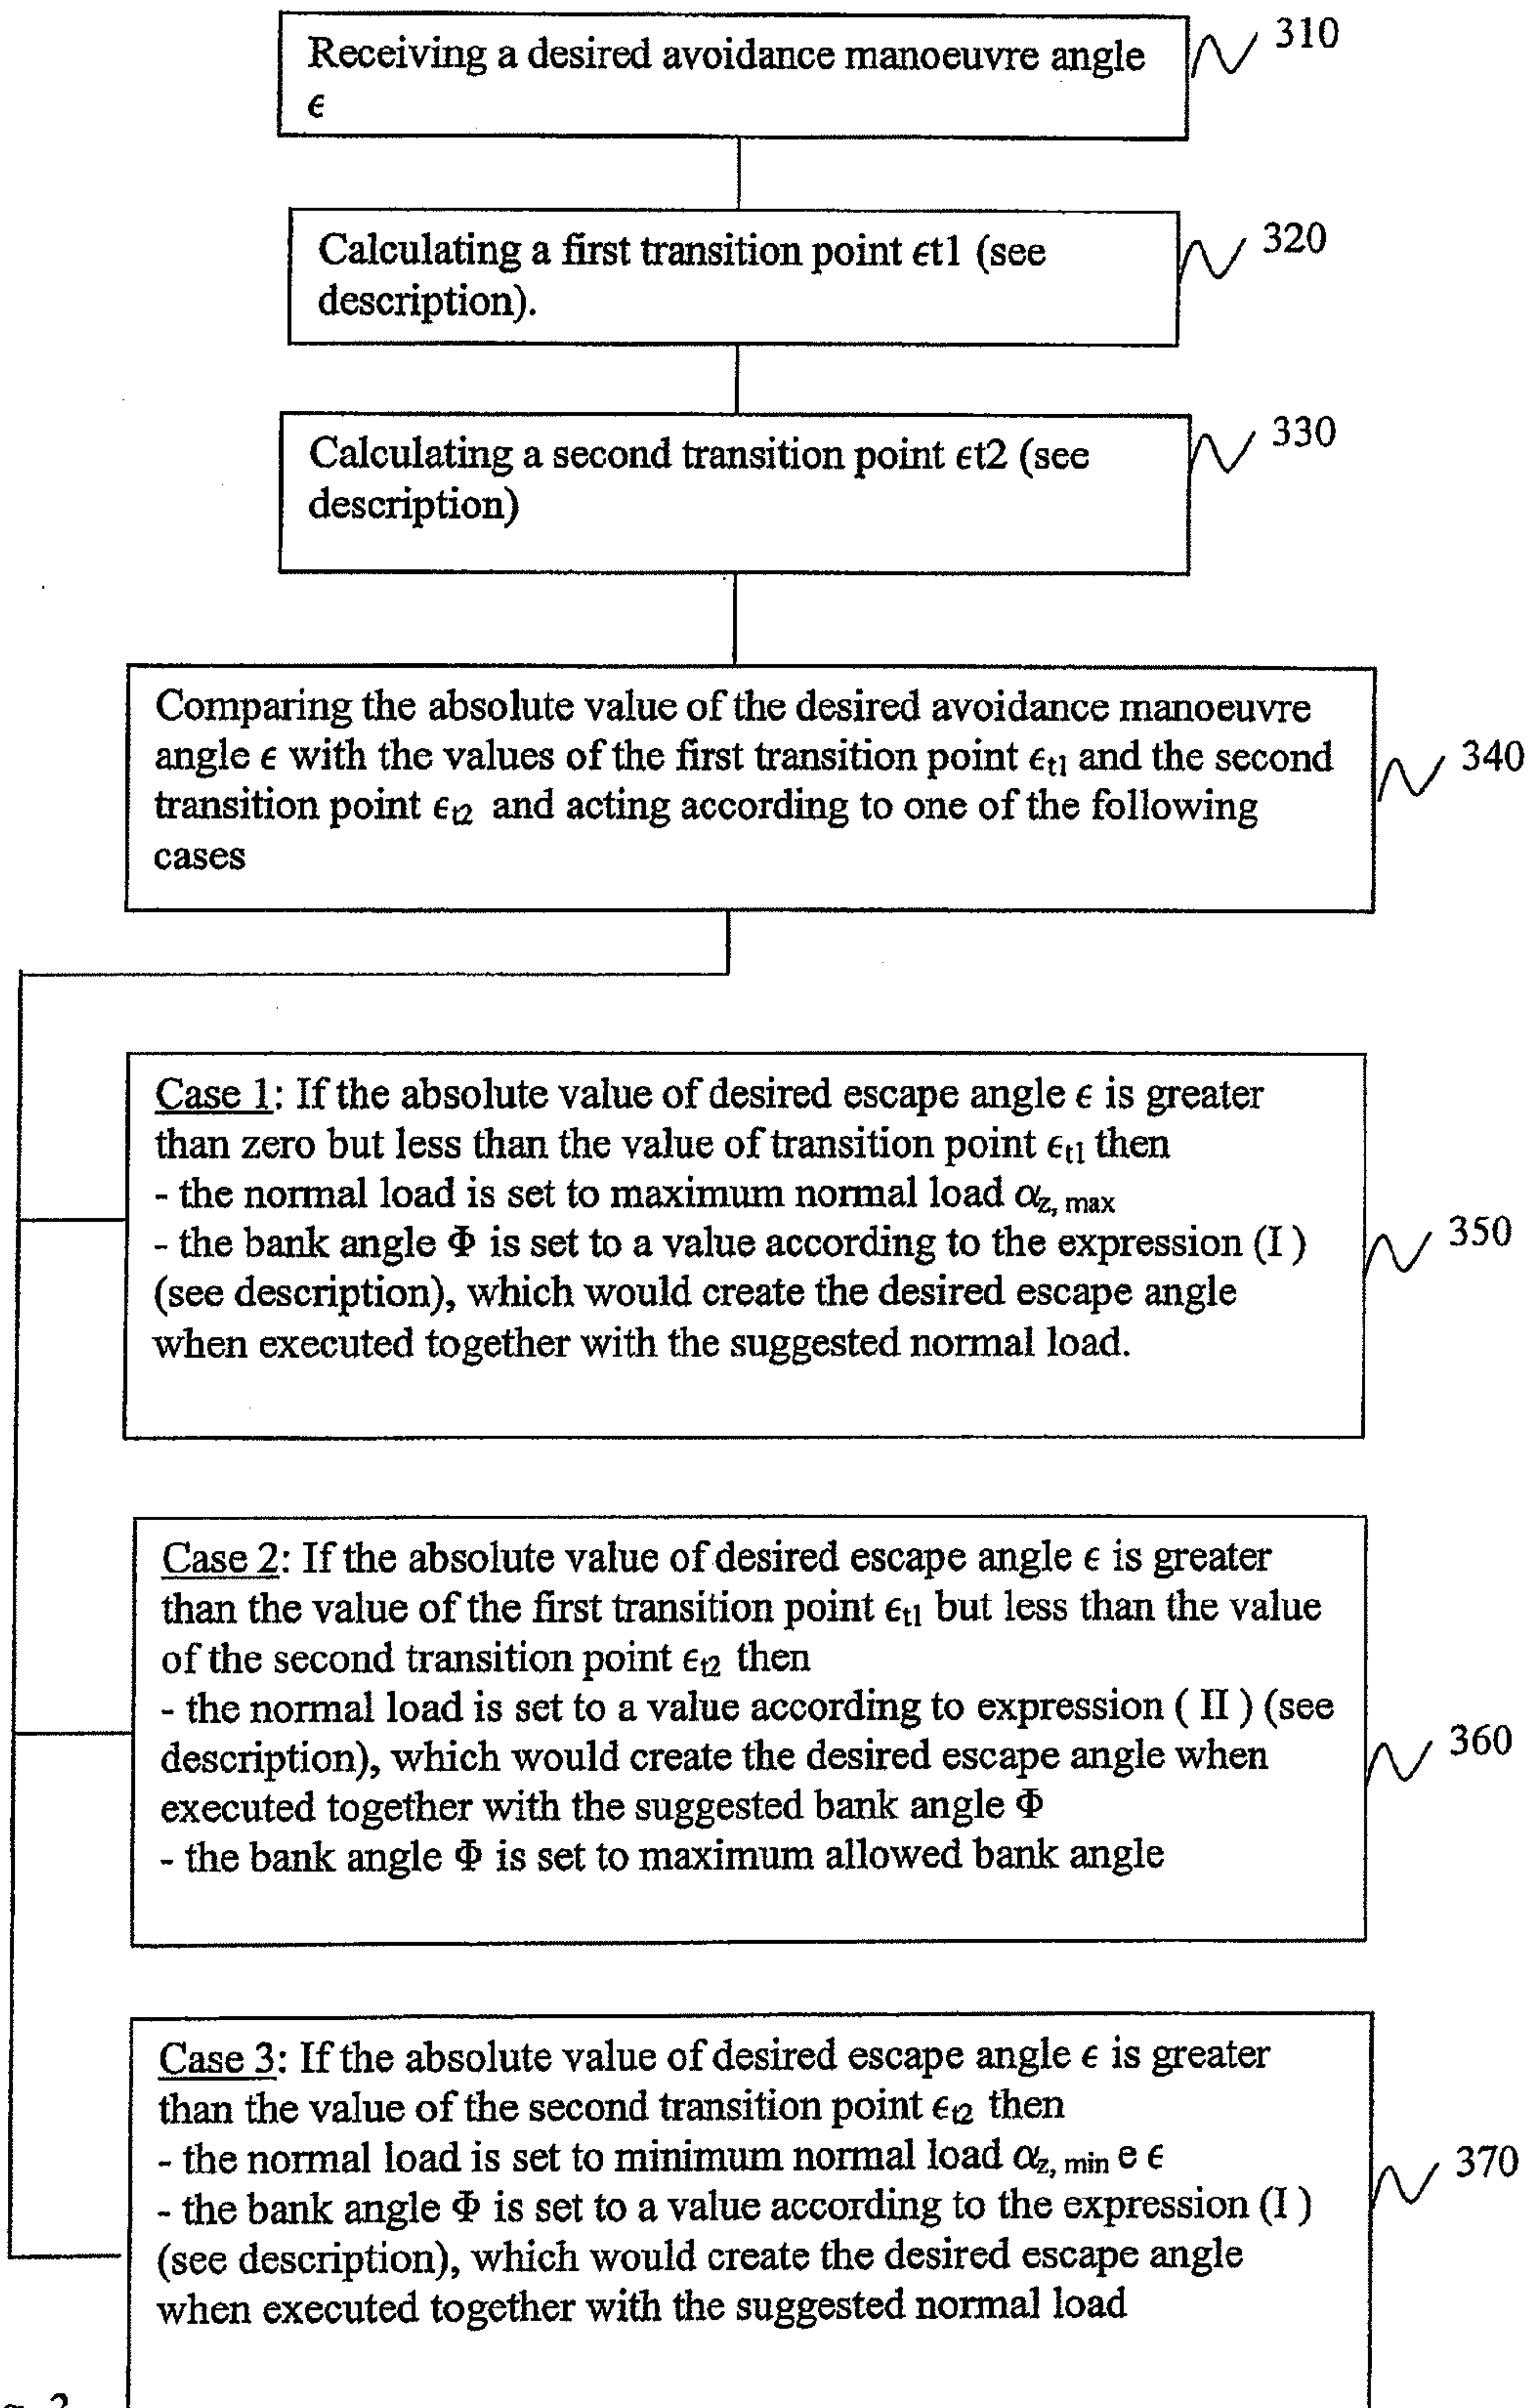 Receiving a desired avoidance manoeuvre angle
ϵ
310
Calculating a first transition point ϵt1 (see
description).
320
Calculating a second transition point ϵt2 (see
description)
330
Comparing the absolute value of the desired avoidance manoeuvre
angle ϵ with the values of the first transition point ϵt1 and the second
transition point ϵt2 and acting according to one of the following
cases
340
Case 1: If the absolute value of desired escape angle ϵ is greater
than zero but less than the value of transition point ϵt1 then
- the normal load is set to maximum normal load αz, max
- the bank angle Φ is set to a value according to the expression (I )
(see description), which would create the desired escape angle
when executed together with the suggested normal load.
350
Case 2: If the absolute value of desired escape angle ϵ is greater
than the value of the first transition point ϵt1 but less than the value
of the second transition point ϵt2 then
- the normal load is set to a value according to expression ( II ) (see
description), which would create the desired escape angle when
executed together with the suggested bank angle Φ
- the bank angle Φ is set to maximum allowed bank angle
360
Case 3: If the absolute value of desired escape angle ϵ is greater
than the value of the second transition point ϵt2 then
- the normal load is set to minimum normal load αz, min e ϵ
- the bank angle Φ is set to a value according to the expression (I )
(see description), which would create the desired escape angle
when executed together with the suggested normal load
370